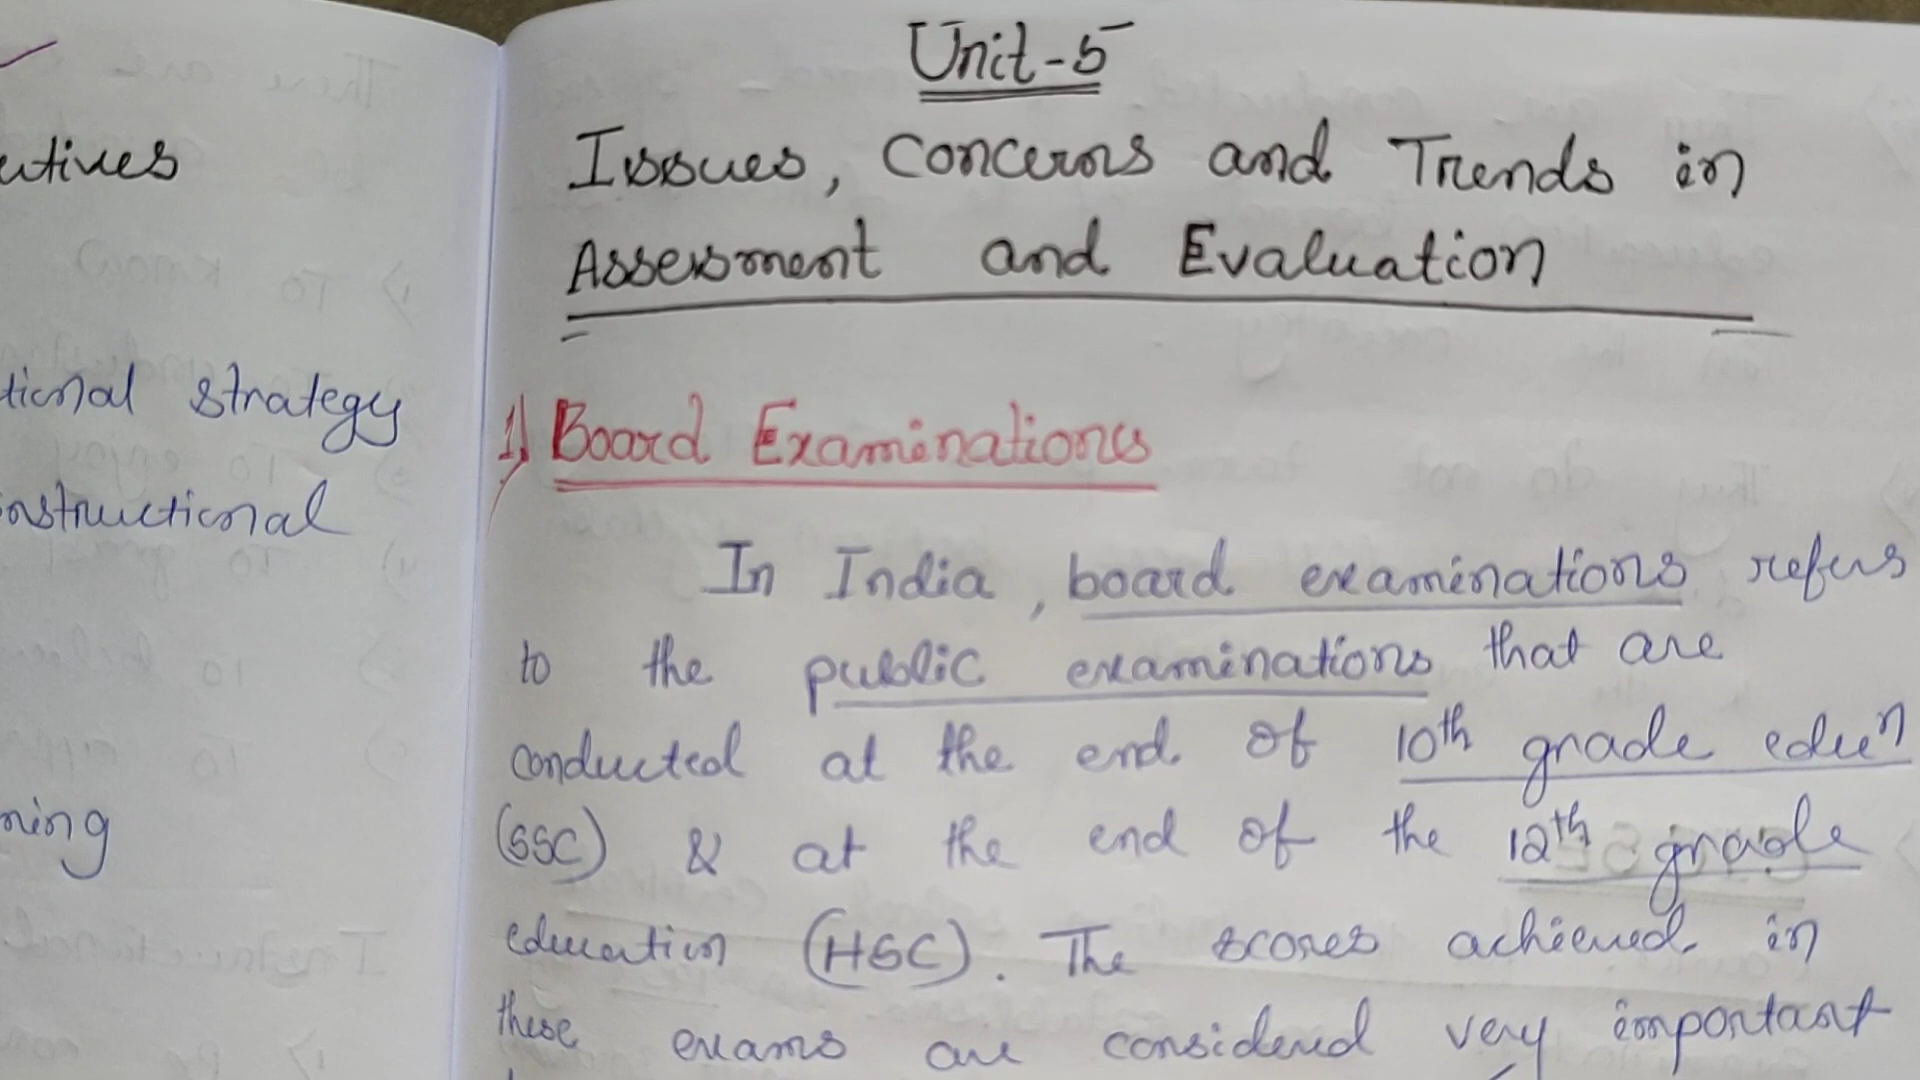 strategy
Unit-5
Issues, Concerns and Trends in
Assessment and Evaluation
1) Board Examinations
In India, board examinations refers
to the public examinations that are
conducted at the end of 10th grade educn
(SSC) & at the end of the 12th grade
education (HSC). The scores achieved in
these exams are considered very important